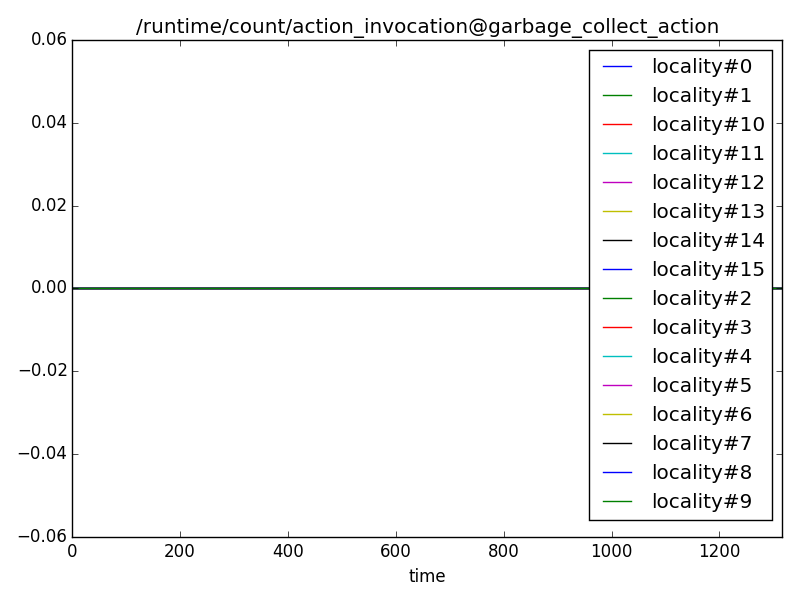 /runtime/count/action_invocation@garbage_collect_action
0.06
0.04
0.02
0.00
−0.02
−0.04
−0.06
locality#0
locality#1
locality#10
locality#11
locality#12
locality#13
locality#14
locality#15
locality#2
locality#3
locality#4
locality#5
locality#6
locality#7
locality#8
locality#9
0 200 400 600 800 1000 1200
time